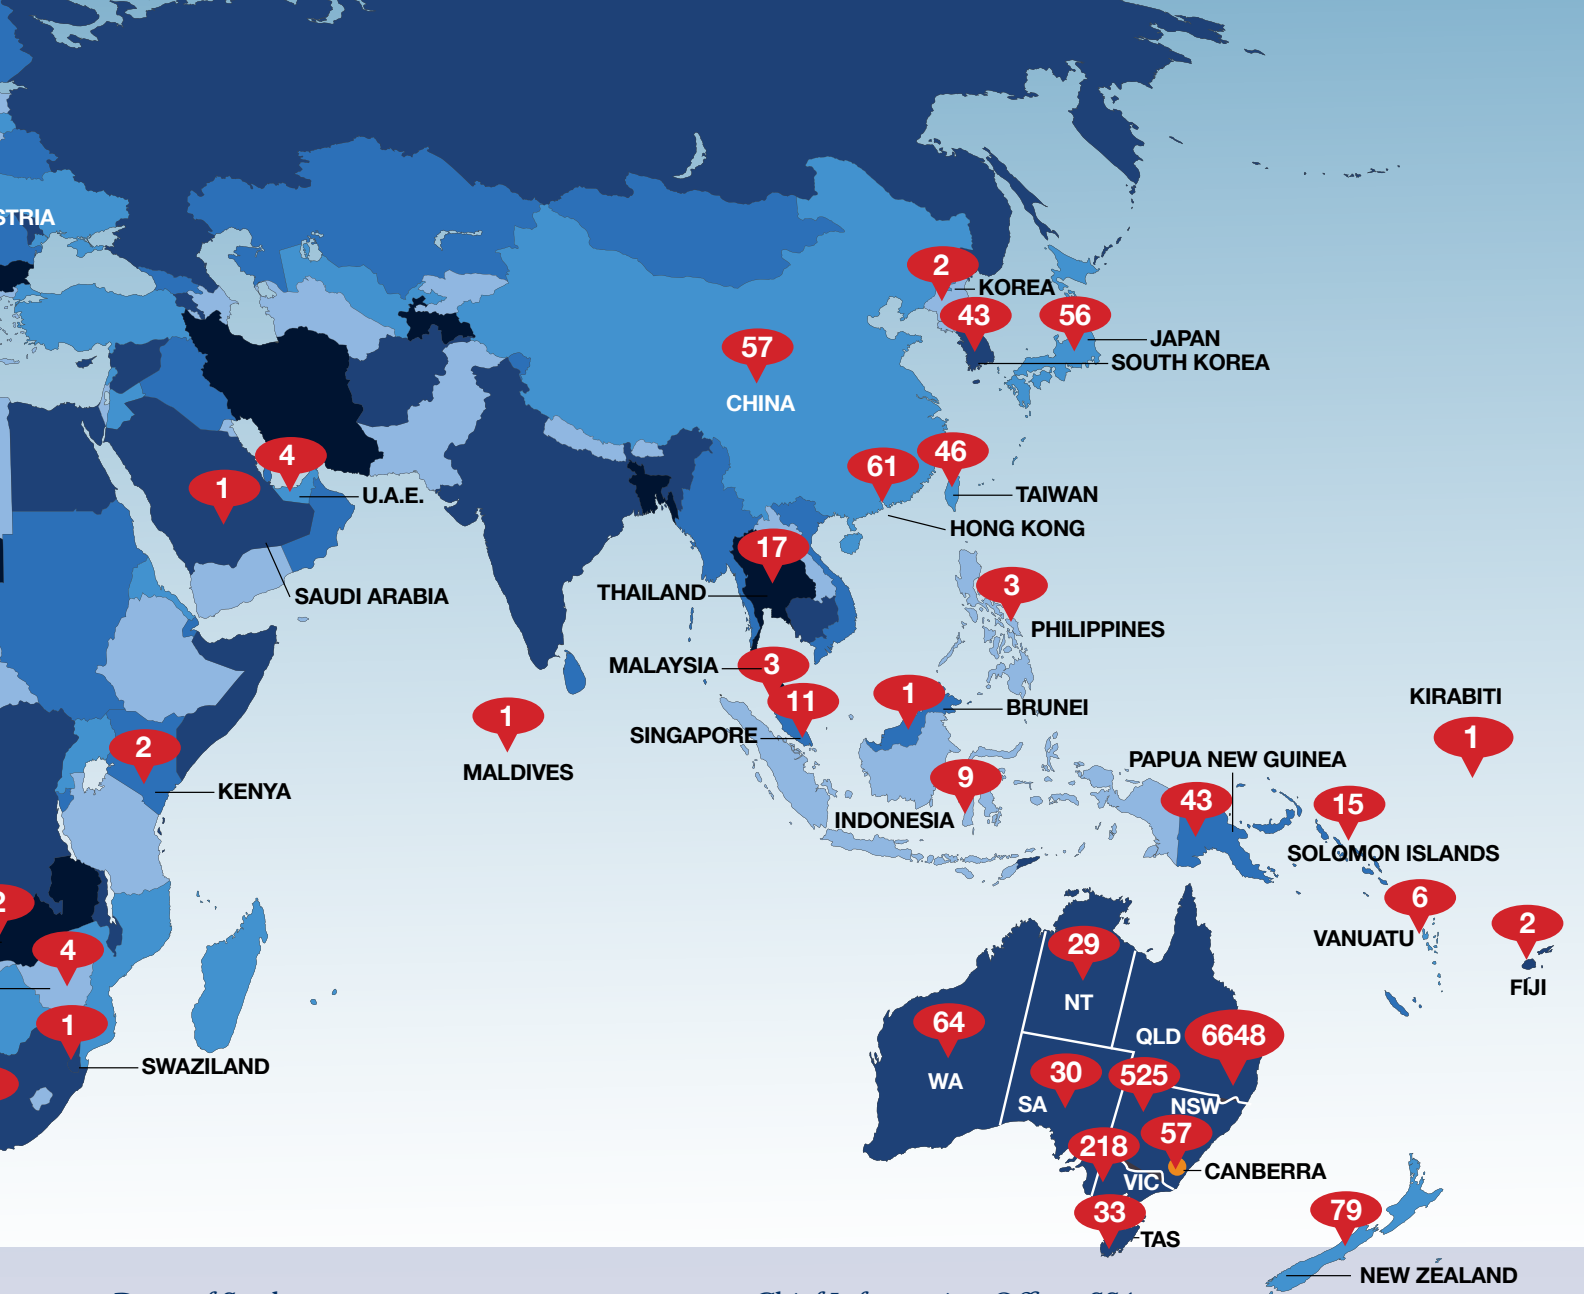 STRIA
2
KOREA
43
56
JAPAN
SOUTH KOREA
57
CHINA
4
1
U.A.E.
61
46
TAIWAN
HONG KONG
17
THAILAND
SAUDI ARABIA
3
PHILIPPINES
MALAYSIA
3
11
1
BRUNEI
SINGAPORE
KIRABITI
1
1
MALDIVES
2
KENYA
9
INDONESIA
PAPUA NEW GUINEA
43
15
SOLOMON ISLANDS
2
6
VANUATU
2
FIJI
4
29
NT
1
SWAZILAND
64
WA
QLD
6648
30
SA
525
NSW
57
CANBERRA
218
VIC
33
TAS
79
NEW ZEALAND